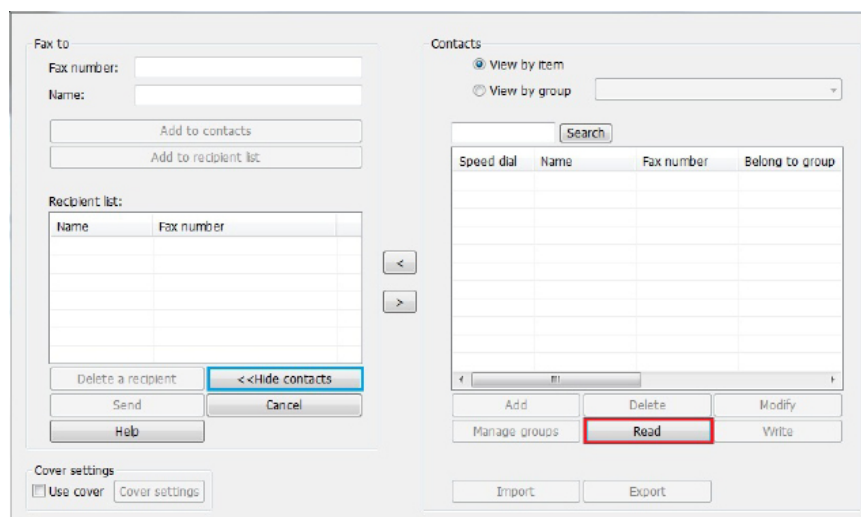 Fax to
Fax number:
Name:
Add to contacts
Add to recipient list
Recipient list:
Name Fax number
Delete a recipient <<Hide contacts
Send Cancel
Help
Cover settings
Use cover Cover settings
Contacts
View by item
View by group
Search
Speed dial Name Fax number Belong to group
<
>
Add Delete Modify
Manage groups Read Write
Import Export